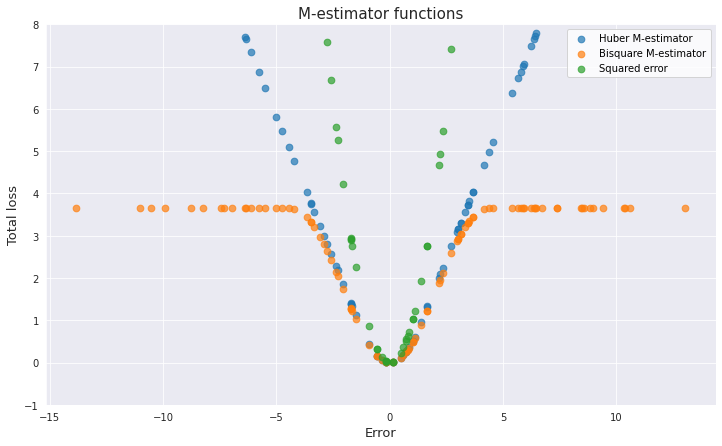 M-estimator functions
Huber M-estimator
Bisquare M-estimator
Squared error
Total loss
8
7
6
5
4
3
2
1
0
−1
−15
−10
−5
0
5
10
Error